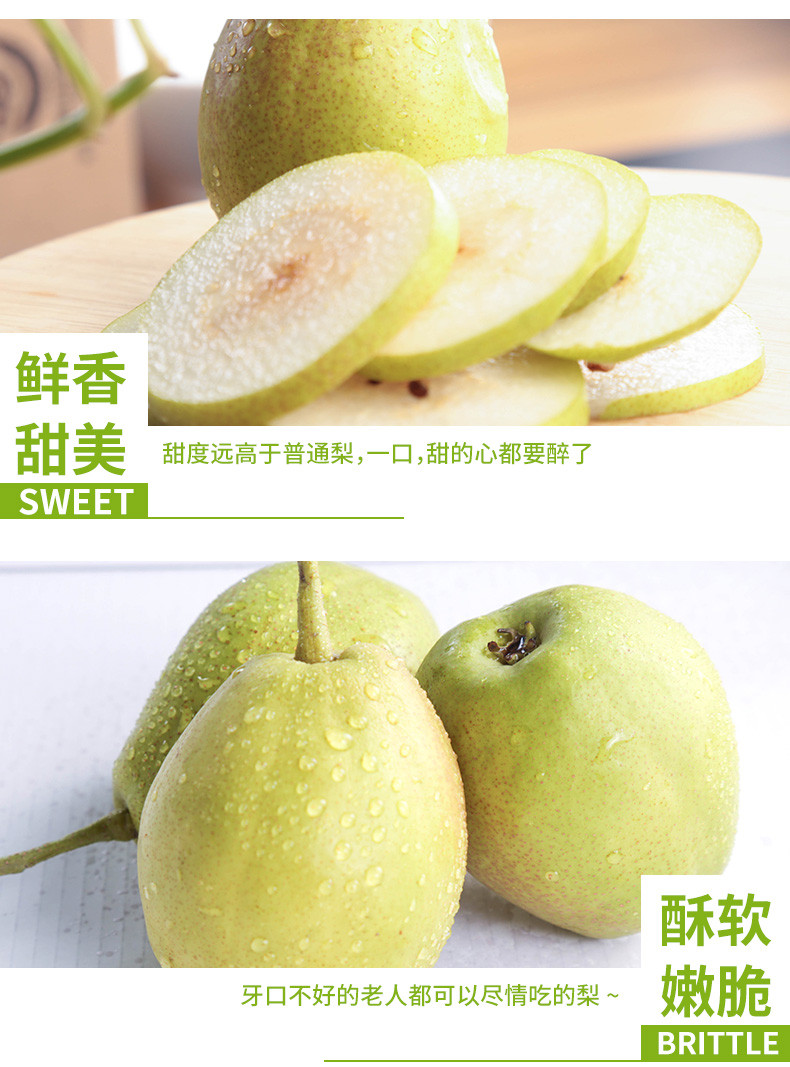 鲜香
甜美
SWEET
甜度远高于普通梨，一口，甜的心都要醉了
牙口不好的老人都可以尽情吃的梨～
酥软
嫩脆
BRITTLE